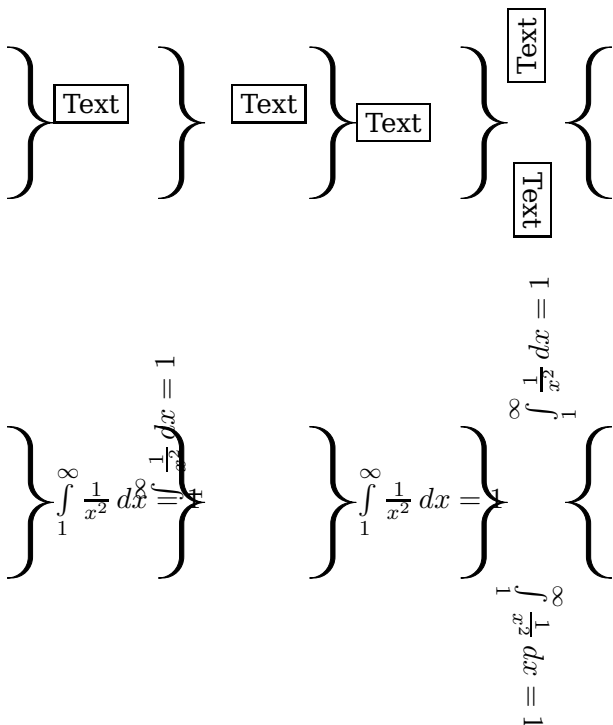 } Text } Text } Text } Text {
Text
∫₁^∞ 1/x² dx = 1
} ∫₁^∞ 1/x² dx = 1 } } ∫₁^∞ 1/x² dx = 1 } {
∫₁^∞ 1/x² dx = 1
∫₁^∞ 1/x² dx = 1